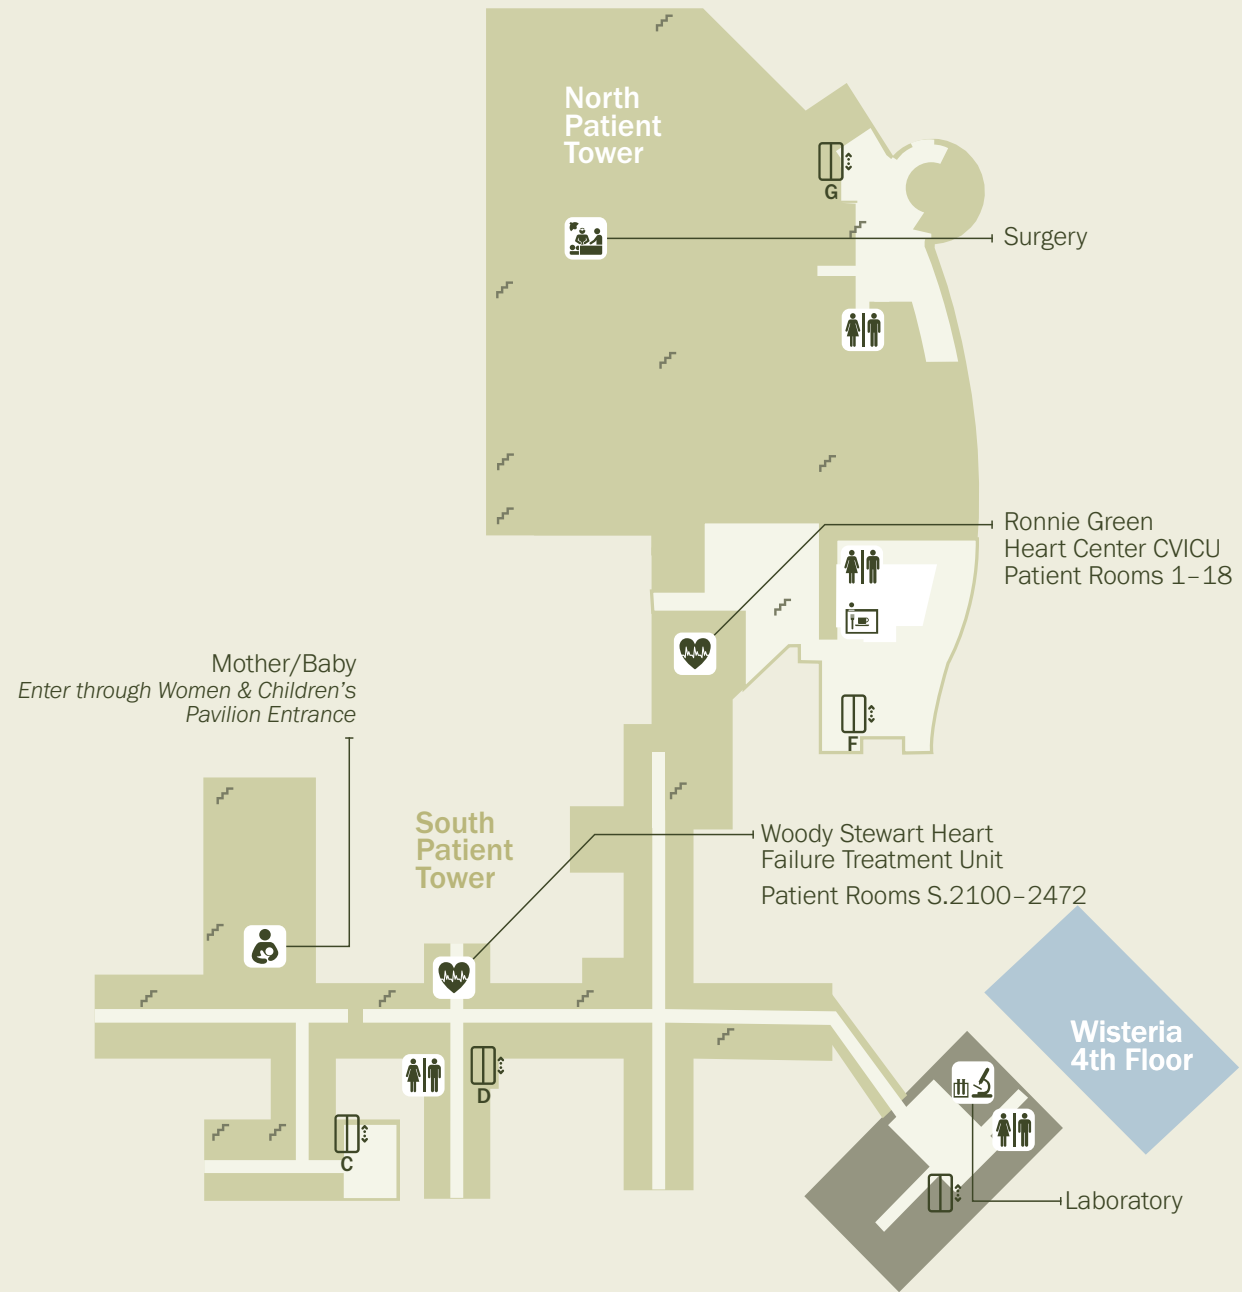 North
Patient
Tower
G
Surgery
Ronnie Green
Heart Center CVICU
Patient Rooms 1–18
Mother/Baby
Enter through Women & Children’s
Pavilion Entrance
F
South
Patient
Tower
Woody Stewart Heart
Failure Treatment Unit
Patient Rooms S.2100–2472
Wisteria
4th Floor
D
C
Laboratory